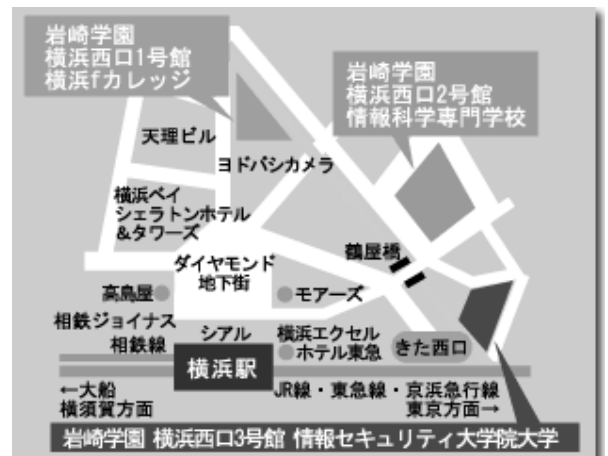 岩崎学園
横浜西口1号館
横浜fカレッジ
岩崎学園
横浜西口2号館
情報科学専門学校
天理ビル
ヨドバシカメラ
横浜ベイ
シェラトンホテル
&タワーズ
鶴屋橋
ダイヤモンド
地下街
高島屋
モアーズ
相鉄ジョイナス
相鉄線
シアル
横浜エクセル
ホテル東急
きた西口
横浜駅
←大船
横須賀方面
JR線・東急線・京浜急行線
東京方面→
岩崎学園 横浜西口3号館 情報セキュリティ大学院大学